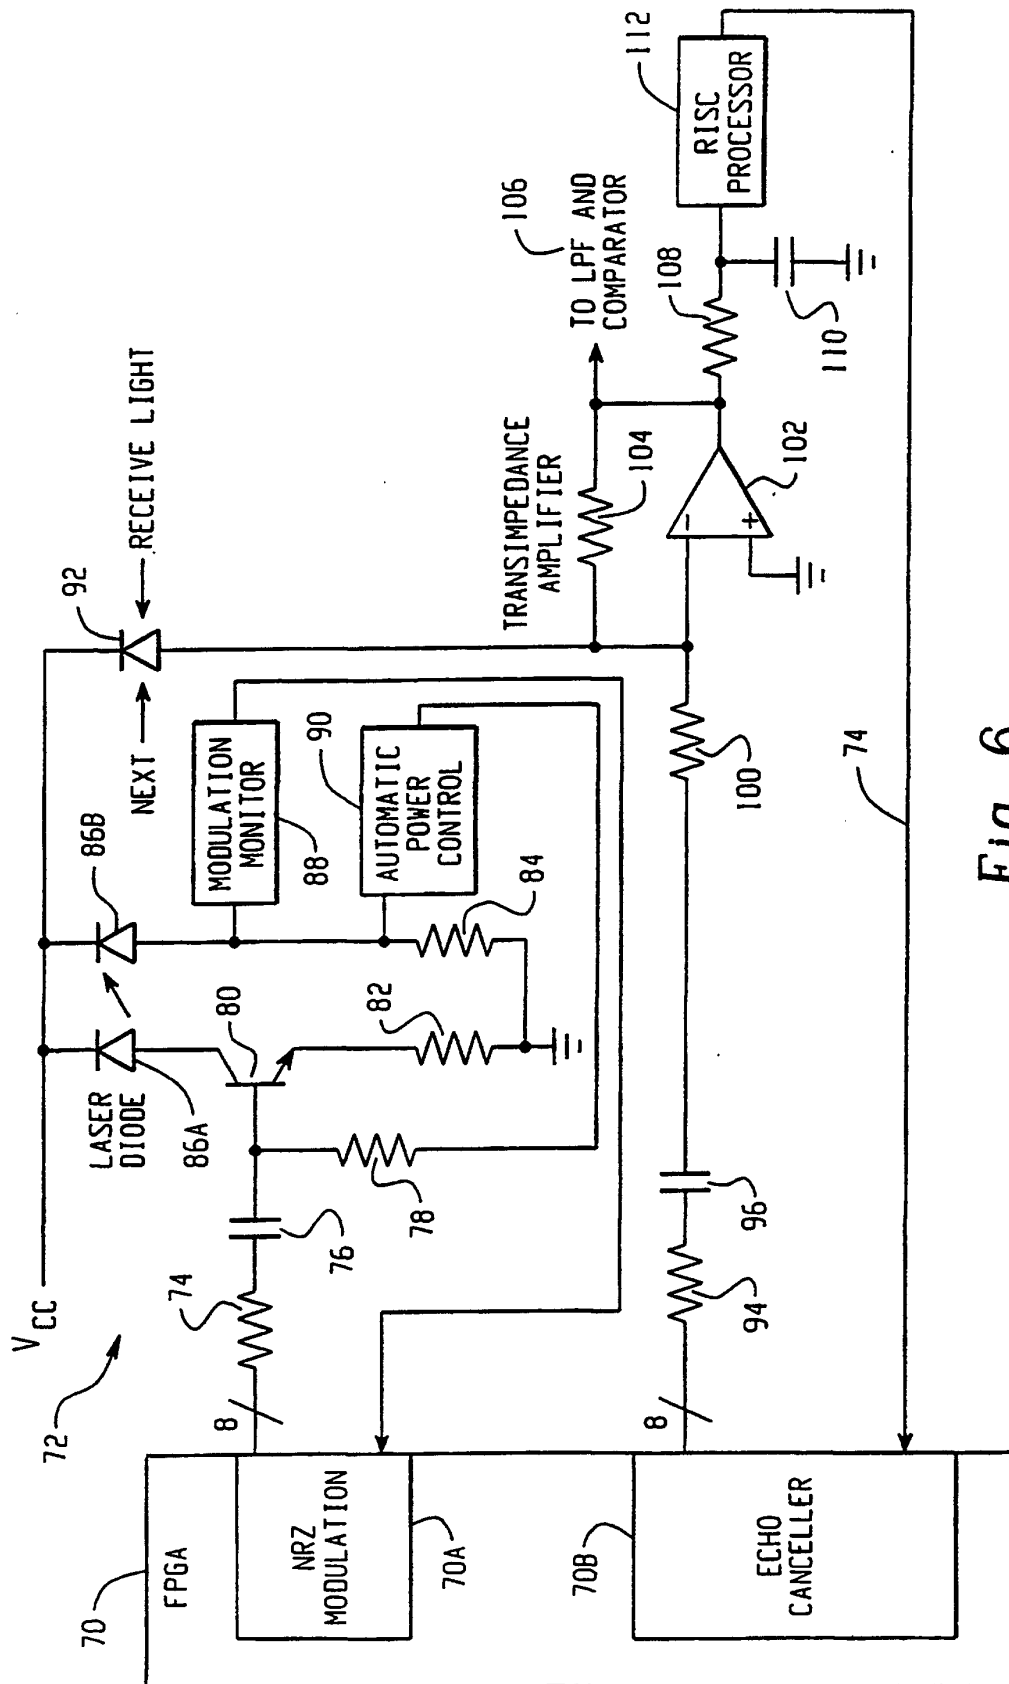 72
V CC
LASER
DIODE
86A
86B
NEXT
92
RECEIVE LIGHT
70
FPGA
NRZ
MODULATION
70A
8
74
76
78
80
82
84
MODULATION
MONITOR
88
AUTOMATIC
POWER
CONTROL
90
TRANSIMPEDANCE
AMPLIFIER
104
TO LPF AND
COMPARATOR
106
70B
ECHO
CANCELLER
8
94
96
100
-
+
102
108
110
RISC
PROCESSOR
112
74
Fig. 6